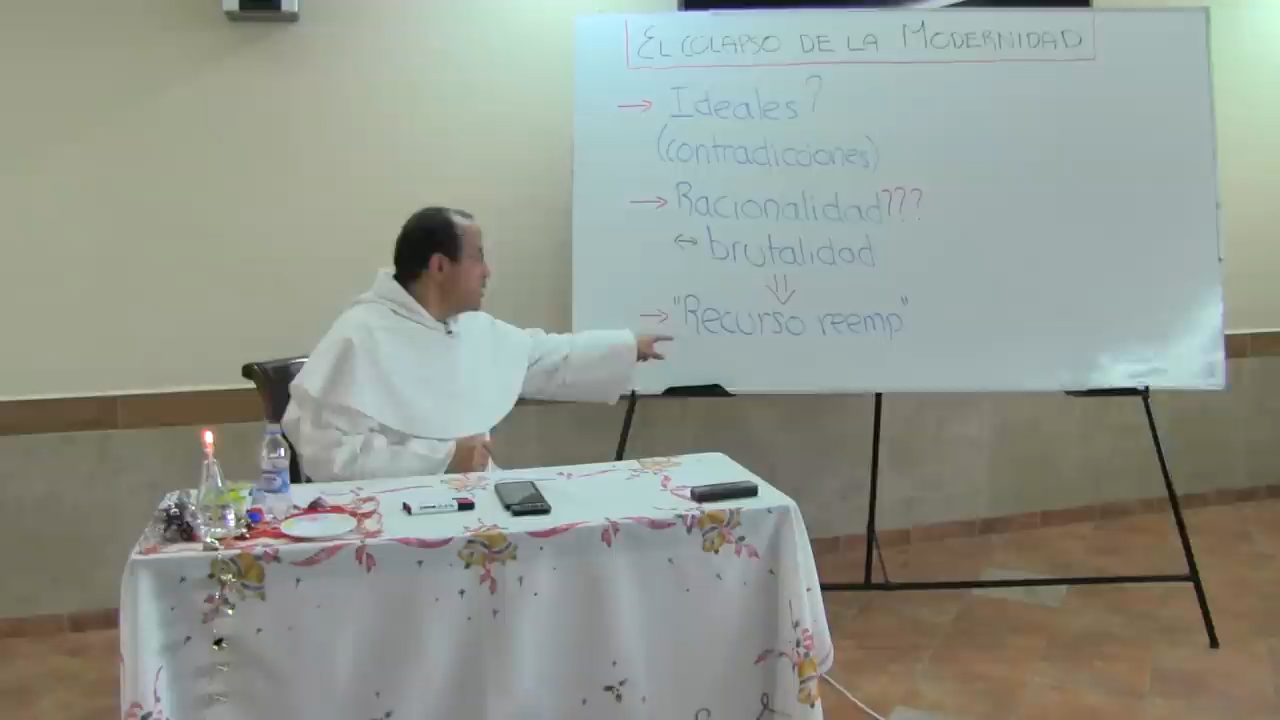 EL COLAPSO DE LA MODERNIDAD
→ Ideales?
(contradicciones)
→ Racionalidad???
↔ brutalidad
⇓
→ "Recurso reemp"